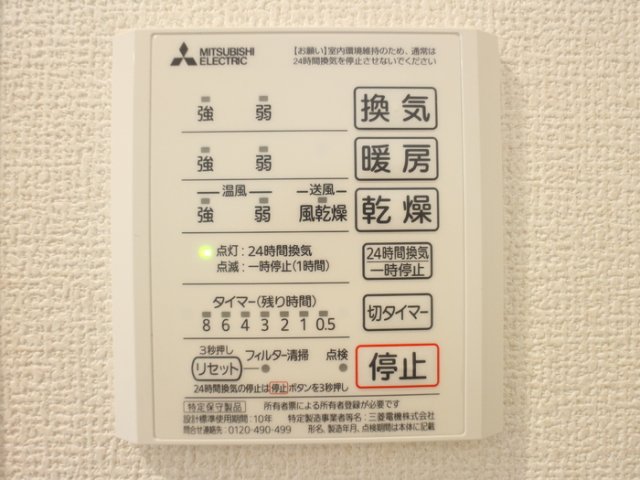 MITSUBISHI
ELECTRIC
【お願い】室内環境維持のため、通常は
24時間換気を停止させないでください
強 弱 換気
強 弱 暖房
温風 送風
強 弱 風乾燥 乾燥
点灯:24時間換気
点滅:一時停止(1時間)
24時間換気
一時停止
タイマー(残り時間)
8 6 4 3 2 1 0.5
切タイマー
3秒押し
リセット フィルター清掃 点検
停止
24時間換気の停止は停止ボタンを3秒押し
特定保守製品 所有者票による所有者登録が必要です
設計標準使用期間:10年 特定製造事業者等名:三菱電機株式会社
問合せ連絡先:0120-490-499 形名、製造年月、点検期間は本体に記載